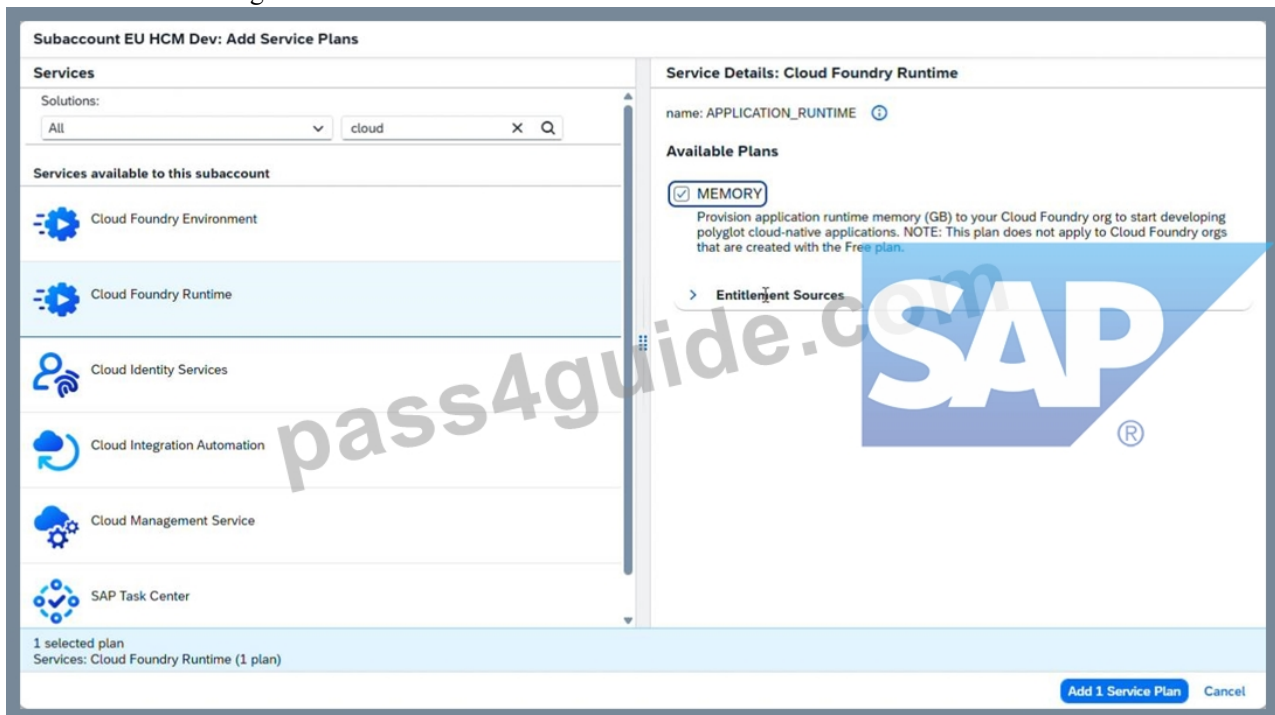 Subaccount EU HCM Dev: Add Service Plans
Services
Solutions:
All
cloud
Services available to this subaccount
Cloud Foundry Environment
Cloud Foundry Runtime
Cloud Identity Services
Cloud Integration Automation
Cloud Management Service
SAP Task Center
1 selected plan
Services: Cloud Foundry Runtime (1 plan)
Service Details: Cloud Foundry Runtime
name: APPLICATION_RUNTIME
Available Plans
MEMORY
Provision application runtime memory (GB) to your Cloud Foundry org to start developing
polyglot cloud-native applications. NOTE: This plan does not apply to Cloud Foundry orgs
that are created with the Free plan.
Entitlement Sources
Add 1 Service Plan
Cancel
pass4guide.com
SAP
®